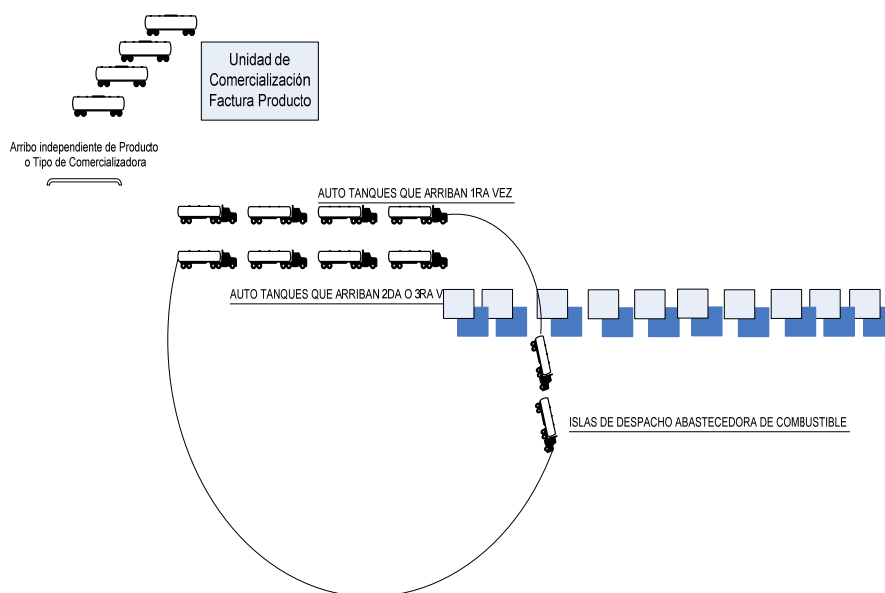 Unidad de
Comercialización
Factura Producto
Arribo independiente de Producto
o Tipo de Comercializadora
AUTO TANQUES QUE ARRIBAN 1RA VEZ
AUTO TANQUES QUE ARRIBAN 2DA O 3RA V
ISLAS DE DESPACHO ABASTECEDORA DE COMBUSTIBLE